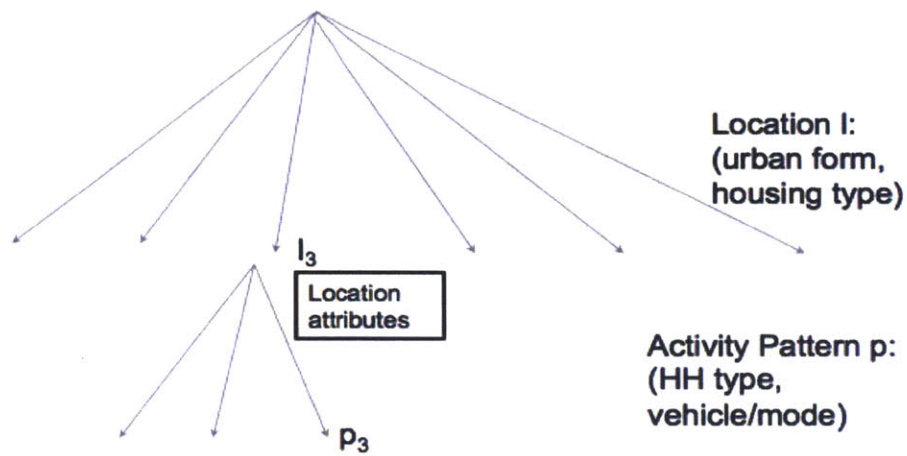 Location l:
(urban form,
housing type)
l3
Location
attributes
Activity Pattern p:
(HH type,
vehicle/mode)
p3